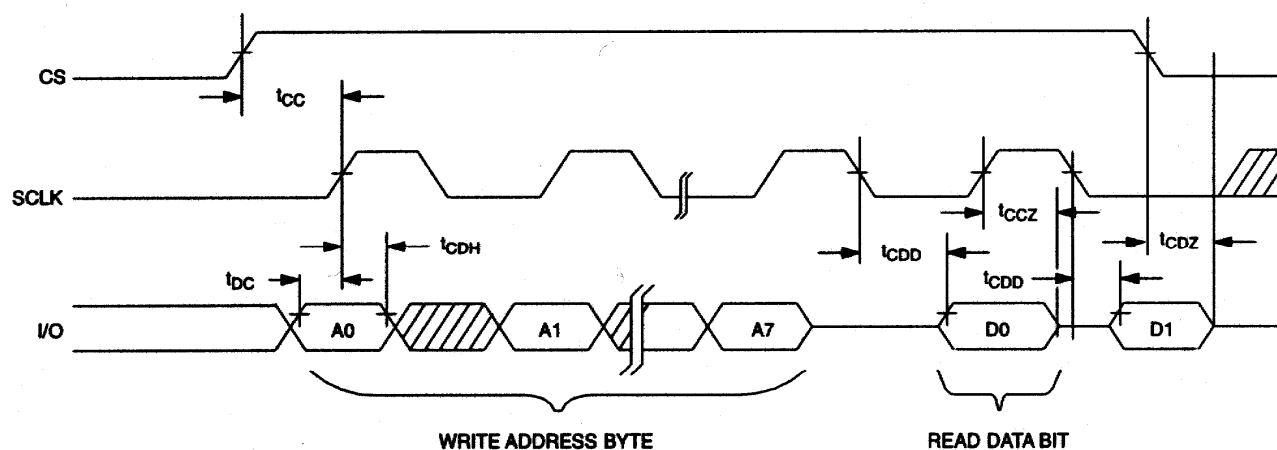 CS
tCC
SCLK
tCCZ
tCDH
tCDD
tCDZ
tDC
tCDD
I/O
A0
A1
A7
D0
D1
WRITE ADDRESS BYTE
READ DATA BIT